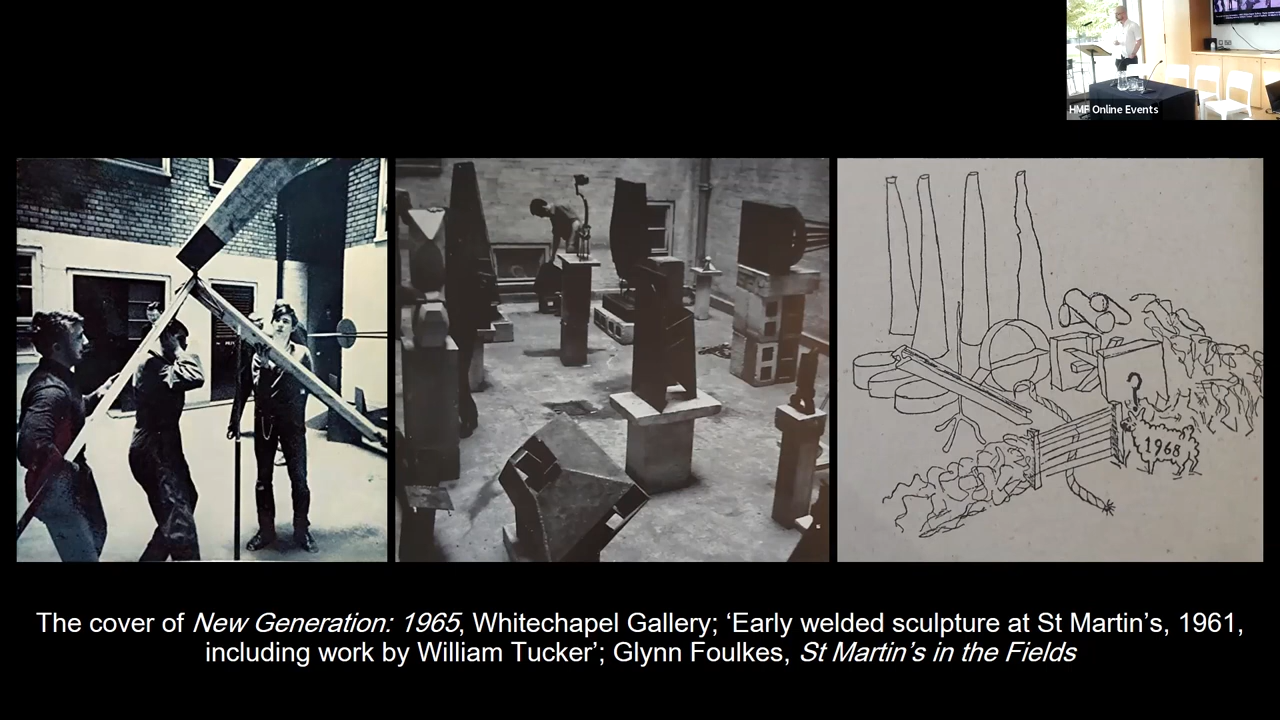 HMF Online Events
1968
The cover of New Generation: 1965, Whitechapel Gallery; ‘Early welded sculpture at St Martin’s, 1961,
including work by William Tucker’; Glynn Foulkes, St Martin’s in the Fields